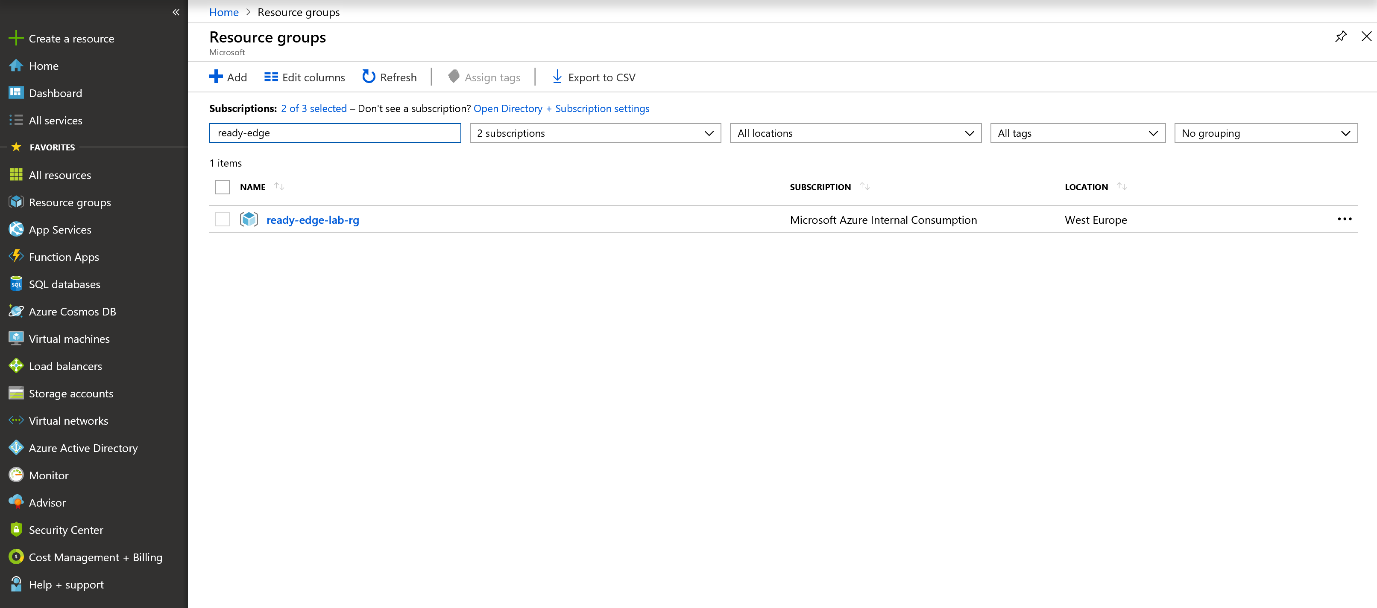 «
Create a resource
Home
Dashboard
All services
FAVORITES
All resources
Resource groups
App Services
Function Apps
SQL databases
Azure Cosmos DB
Virtual machines
Load balancers
Storage accounts
Virtual networks
Azure Active Directory
Monitor
Advisor
Security Center
Cost Management + Billing
Help + support
Home > Resource groups
Resource groups
Microsoft
Add Edit columns Refresh Assign tags Export to CSV
Subscriptions: 2 of 3 selected – Don't see a subscription? Open Directory + Subscription settings
ready-edge 2 subscriptions All locations All tags No grouping
1 items
NAME SUBSCRIPTION LOCATION
ready-edge-lab-rg Microsoft Azure Internal Consumption West Europe